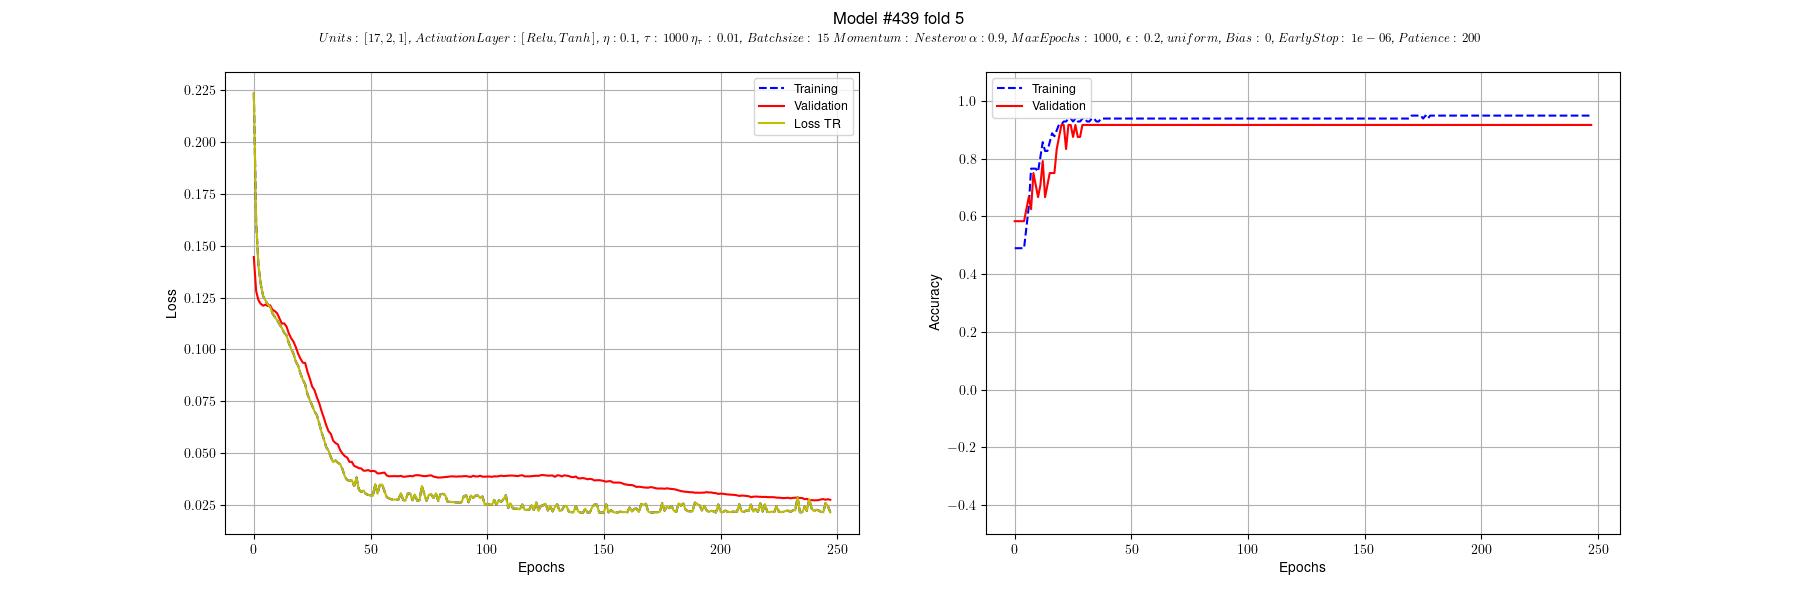 Model #439 fold 5
Units : [17, 2, 1], ActivationLayer : [Relu, Tanh], η : 0.1, τ : 1000 ητ : 0.01, Batchsize : 15 Momentum : Nesterov α : 0.9, MaxEpochs : 1000, ϵ : 0.2, uniform, Bias : 0, EarlyStop : 1e − 06, Patience : 200
Training
Validation
Loss TR
0.225
0.200
0.175
0.150
0.125
0.100
0.075
0.050
0.025
Loss
0 50 100 150 200 250
Epochs
Training
Validation
1.0
0.8
0.6
0.4
0.2
0.0
−0.2
−0.4
Accuracy
0 50 100 150 200 250
Epochs